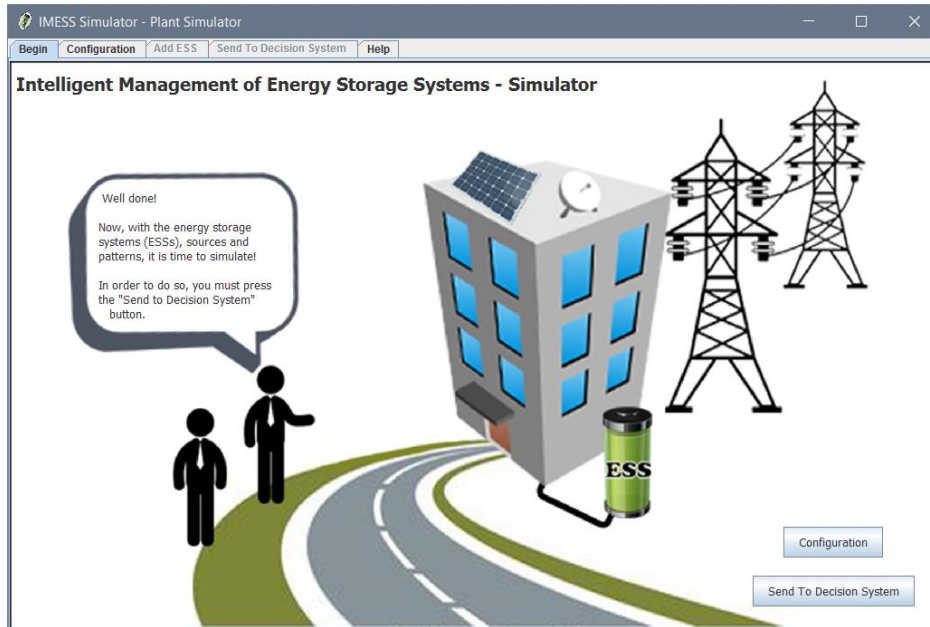 IMESS Simulator - Plant Simulator
Begin Configuration Add ESS Send To Decision System Help
Intelligent Management of Energy Storage Systems - Simulator
Well done!
Now, with the energy storage
systems (ESSs), sources and
patterns, it is time to simulate!
In order to do so, you must press
the "Send to Decision System"
button.
ESS
Configuration
Send To Decision System